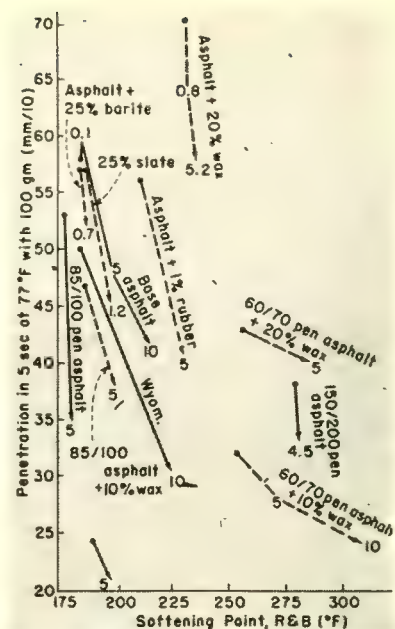 Penetration in 5 sec at 77°F with 100 gm (mm/10)
70
65
60
55
50
45
40
35
30
25
20
Asphalt +
25% barite
0.1
25% slate
0.8
Asphalt + 20% wax
5.2
0.7
Asphalt + 1% rubber
5
Base
asphalt
1.2
10
5
85/100 pen asphalt
5
5.1
Wyom.
85/100
asphalt
+10% wax
10
60/70 pen asphalt
+ 20% wax
5
150/200 pen
asphalt
4.5
60/70 pen asphalt
+10% wax
5
10
5
175
200
225
250
275
300
Softening Point, R&B (°F)